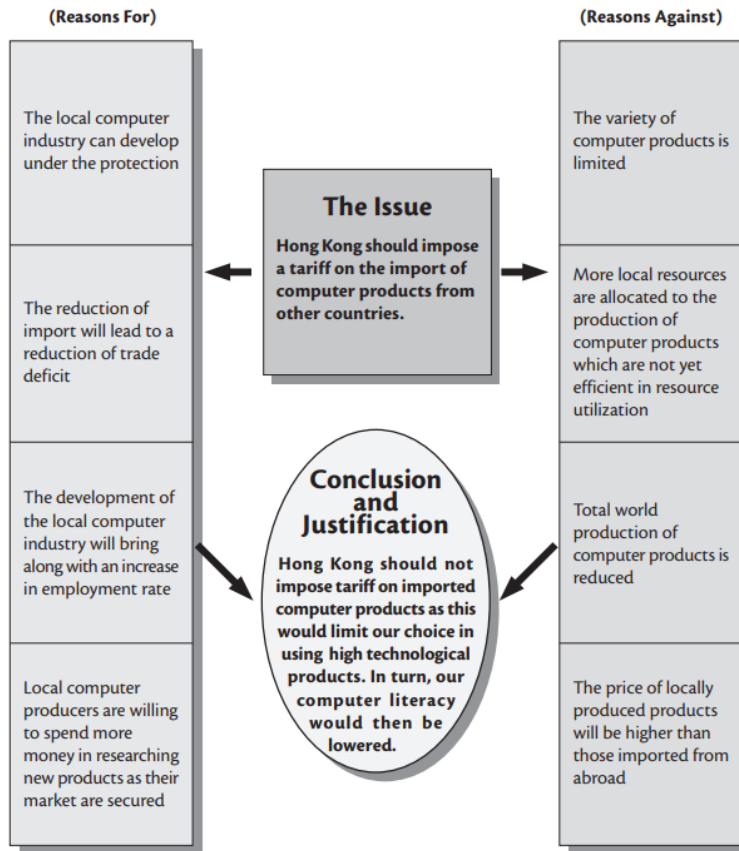 (Reasons For)
The local computer
industry can develop
under the protection
The reduction of
import will lead to a
reduction of trade
deficit
The development of
the local computer
industry will bring
along with an increase
in employment rate
Local computer
producers are willing
to spend more
money in researching
new products as their
market are secured
The Issue
Hong Kong should impose
a tariff on the import of
computer products from
other countries.
Conclusion
and
Justification
Hong Kong should not
impose tariff on imported
computer products as this
would limit our choice in
using high technological
products. In turn, our
computer literacy
would then be
lowered.
(Reasons Against)
The variety of
computer products is
limited
More local resources
are allocated to the
production of
computer products
which are not yet
efficient in resource
utilization
Total world
production of
computer products is
reduced
The price of locally
produced products
will be higher than
those imported from
abroad